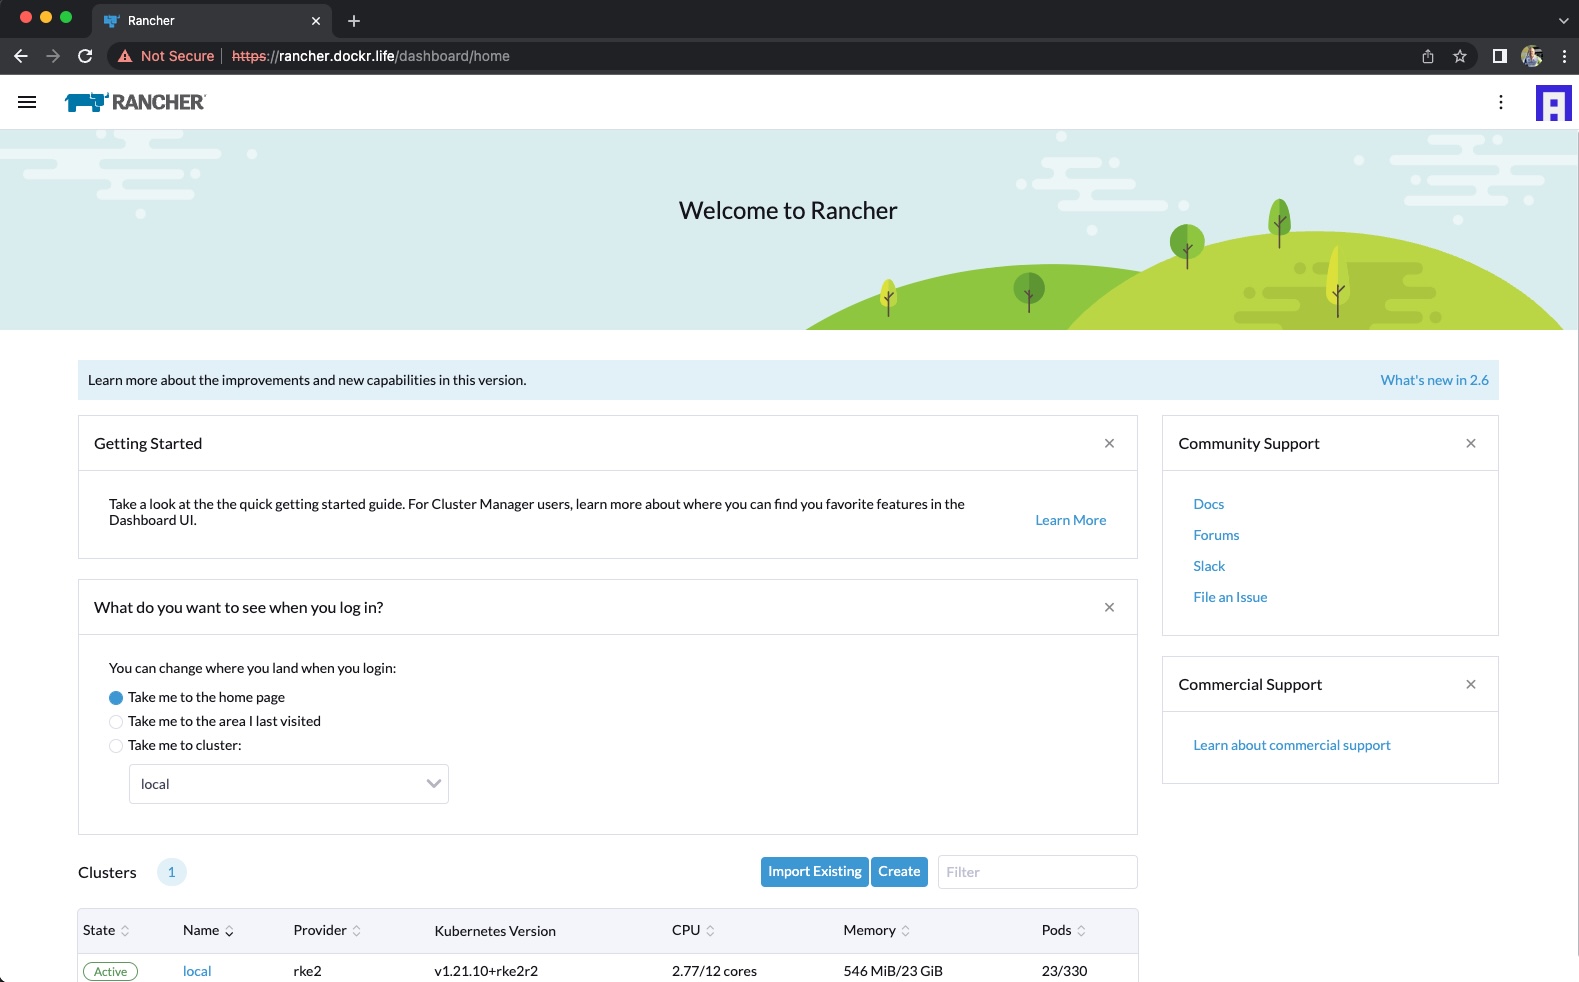 Rancher
Not Secure
https://rancher.dockr.life/dashboard/home
RANCHER
Welcome to Rancher
Learn more about the improvements and new capabilities in this version.
What's new in 2.6
Getting Started
Take a look at the the quick getting started guide. For Cluster Manager users, learn more about where you can find you favorite features in the
Dashboard UI.
Learn More
Community Support
Docs
Forums
Slack
File an Issue
What do you want to see when you log in?
You can change where you land when you login:
Take me to the home page
Take me to the area I last visited
Take me to cluster:
local
Commercial Support
Learn about commercial support
Clusters 1
Import Existing Create Filter
State Name Provider Kubernetes Version CPU Memory Pods
Active local rke2 v1.21.10+rke2r2 2.77/12 cores 546 MiB/23 GiB 23/330